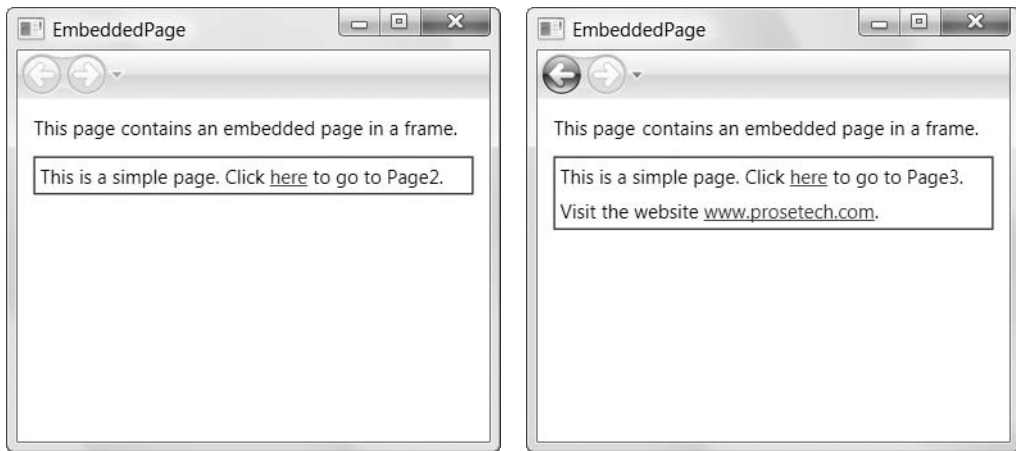 EmbeddedPage
This page contains an embedded page in a frame.
This is a simple page. Click here to go to Page2.
EmbeddedPage
This page contains an embedded page in a frame.
This is a simple page. Click here to go to Page3.
Visit the website www.prosetech.com.